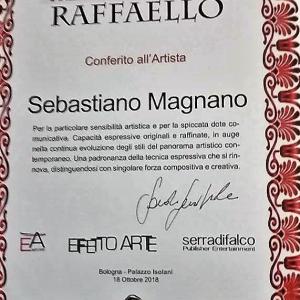 RAFFAELLO
Conferito all'Artista
Sebastiano Magnano
Per la particolare sensibilità artistica e per la spiccata dote co-
municativa. Capacità espressive originali e raffinate, in auge
nella continua evoluzione degli stili del panorama artistico con-
temporaneo. Una padronanza della tecnica espressiva che si rin-
nova, distinguendosi con singolare forza compositiva e creativa.
EA EFFETTO ARTE serradifalco
Publisher Entertainment
Bologna - Palazzo Isolani
18 Ottobre 2018